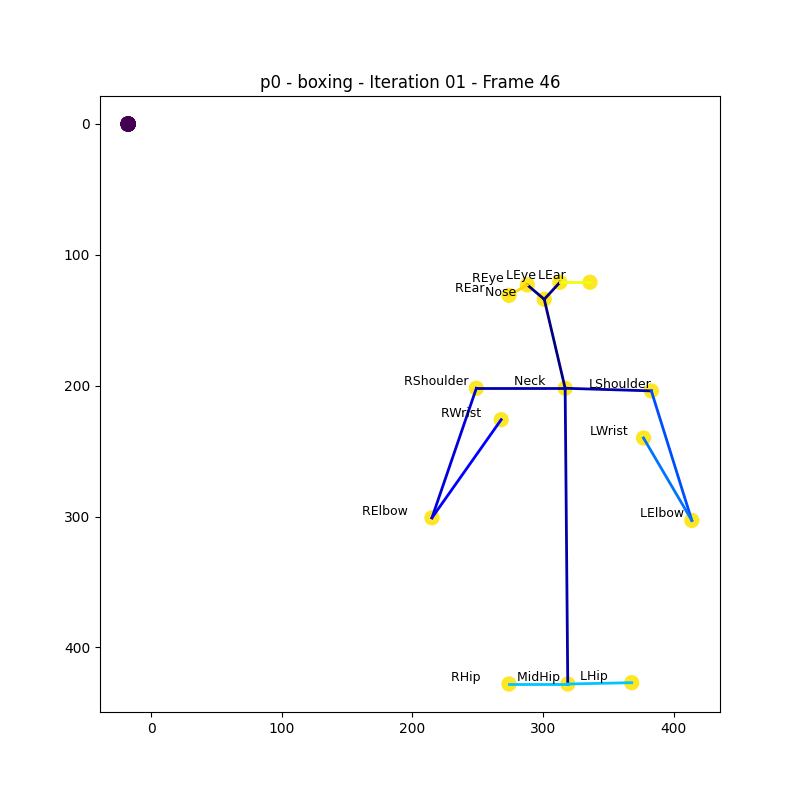 p0 - boxing - Iteration 01 - Frame 46
0
100
REye LEye LEar
REar Nose
200
RShoulder Neck LShoulder
RWrist
LWrist
300
RElbow LElbow
400
RHip MidHip LHip
0 100 200 300 400